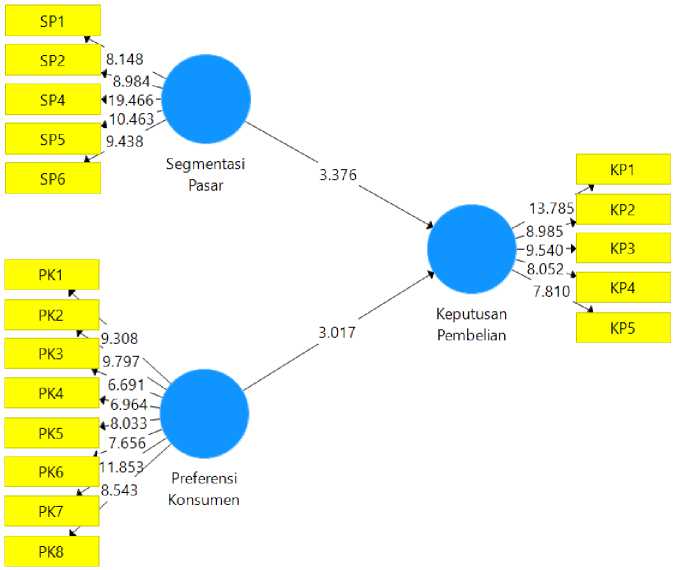 SP1
SP2
SP4
SP5
SP6
8.148
8.984
19.466
10.463
9.438
Segmentasi
Pasar
3.376
PK1
PK2
PK3
PK4
PK5
PK6
PK7
PK8
9.308
9.797
6.691
6.964
8.033
7.656
11.853
8.543
Preferensi
Konsumen
3.017
Keputusan
Pembelian
13.785
8.985
9.540
8.052
7.810
KP1
KP2
KP3
KP4
KP5